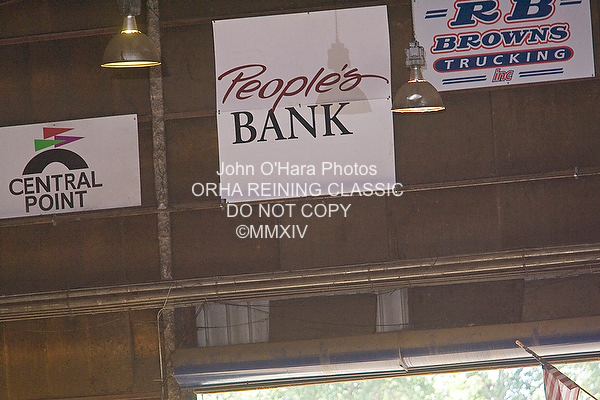 People's
BANK
RB
BROWNS
TRUCKING
inc
CENTRAL
POINT
John O'Hara Photos
ORHA REINING CLASSIC
DO NOT COPY
©MMXIV